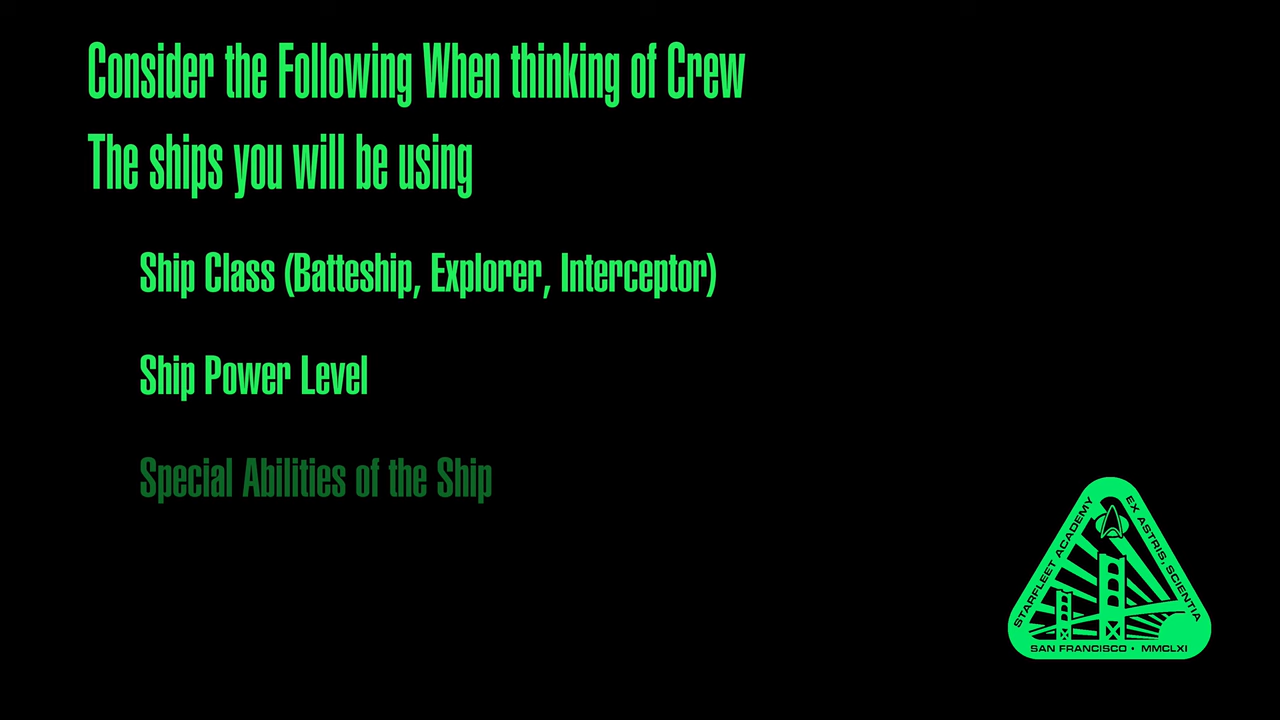 Consider the Following When thinking of Crew
The ships you will be using
Ship Class (Batteship, Explorer, Interceptor)
Ship Power Level
Special Abilities of the Ship
STARFLEET ACADEMY
EX ASTRIS, SCIENTIA
SAN FRANCISCO • MMCLXI